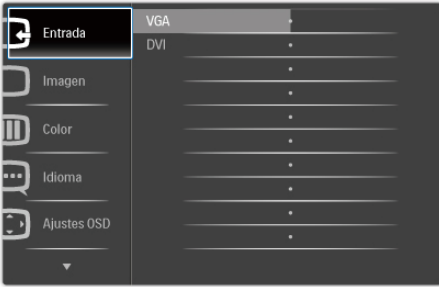 Entrada
Imagen
Color
Idioma
Ajustes OSD
VGA
DVI